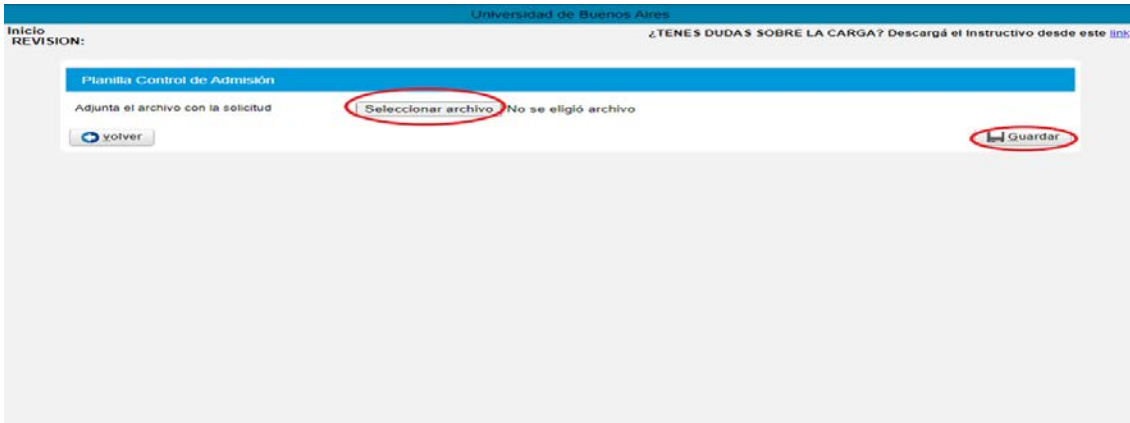 Universidad de Buenos Aires
Inicio
REVISION:
¿TENES DUDAS SOBRE LA CARGA? Descargá el Instructivo desde este link
Planilla Control de Admisión
Adjunta el archivo con la solicitud
Seleccionar archivo No se eligió archivo
volver
Guardar